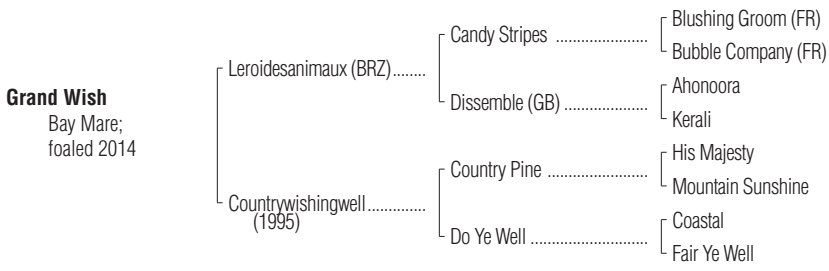 Blushing Groom (FR)
Candy Stripes ......................
Bubble Company (FR)
Leroidesanimaux (BRZ)........
Ahonoora
Dissemble (GB) ....................
Kerali
Grand Wish
Bay Mare;
foaled 2014
His Majesty
Country Pine ........................
Mountain Sunshine
Countrywishingwell..............
(1995)
Coastal
Do Ye Well ............................
Fair Ye Well